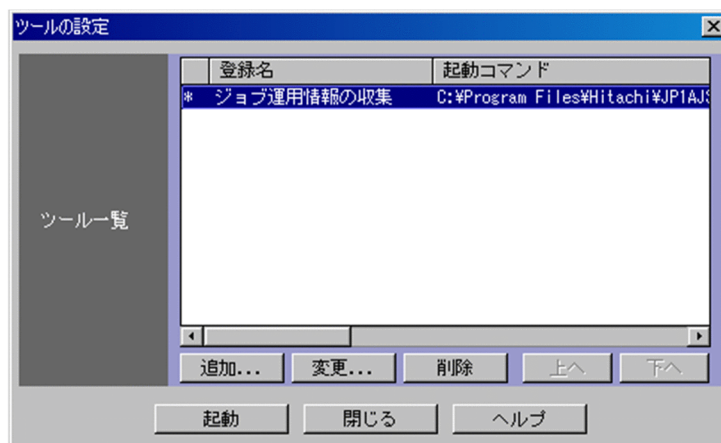 ツールの設定
登録名 起動コマンド
* ジョブ運用情報の収集 C:¥Program Files¥Hitachi¥JP1AJS
ツール一覧
追加... 変更... 削除 上へ 下へ
起動 閉じる ヘルプ